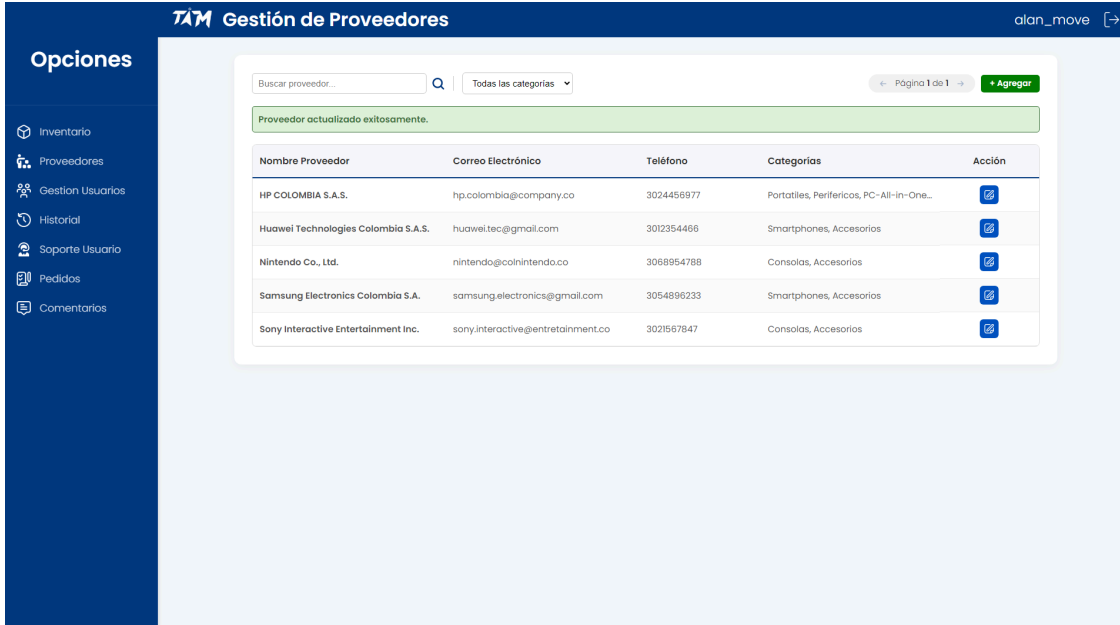 TAM Gestión de Proveedores
alan_move
Opciones
Inventario
Proveedores
Gestion Usuarios
Historial
Soporte Usuario
Pedidos
Comentarios
Buscar proveedor...
Todas las categorías
← Página 1 de 1 →
+ Agregar
Proveedor actualizado exitosamente.
Nombre Proveedor Correo Electrónico Teléfono Categorías Acción
HP COLOMBIA S.A.S. hp.colombia@company.co 3024456977 Portatiles, Perifericos, PC-All-in-One...
Huawei Technologies Colombia S.A.S. huawei.tec@gmail.com 3012354466 Smartphones, Accesorios
Nintendo Co., Ltd. nintendo@colnintendo.co 3068954788 Consolas, Accesorios
Samsung Electronics Colombia S.A. samsung.electronics@gmail.com 3054896233 Smartphones, Accesorios
Sony Interactive Entertainment Inc. sony.interactive@entretainment.co 3021567847 Consolas, Accesorios